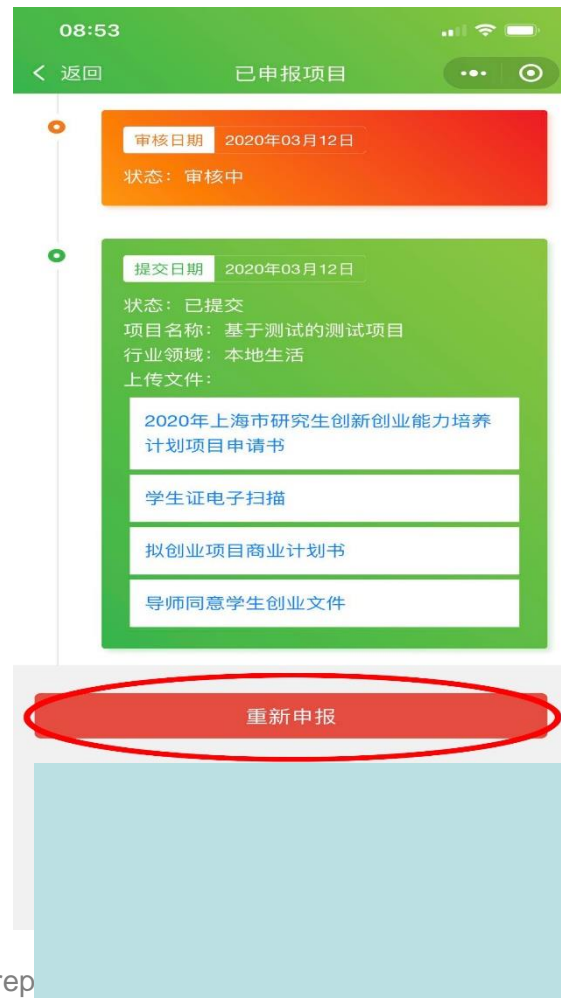 08:53
返回
已申报项目
审核日期 2020年03月12日
状态：审核中
提交日期 2020年03月12日
状态：已提交
项目名称：基于测试的测试项目
行业领域：本地生活
上传文件：
2020年上海市研究生创新创业能力培养
计划项目申请书
学生证电子扫描
拟创业项目商业计划书
导师同意学生创业文件
重新申报